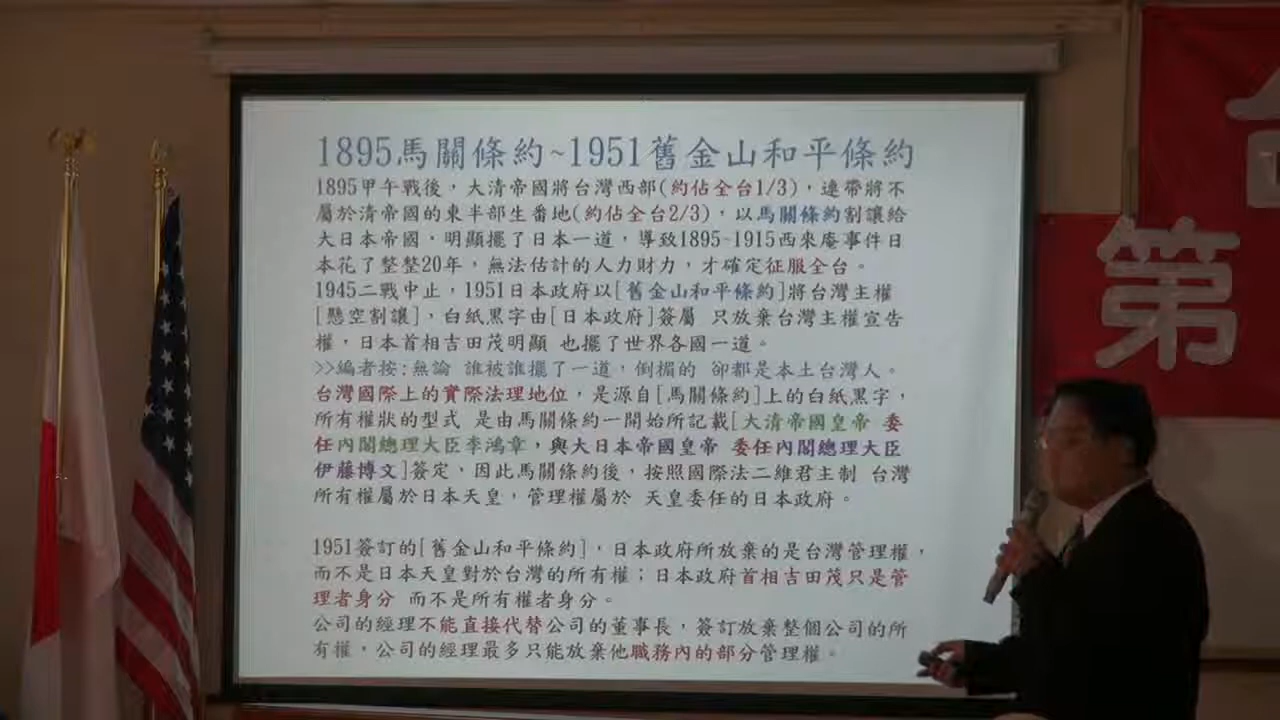 1895馬關條約~1951舊金山和平條約
1895甲午戰後，大清帝國將台灣西部(約佔全台1/3)，連帶將不
屬於清帝國的東半部生番地(約佔全台2/3)，以馬關條約割讓給
大日本帝國．明顯擺了日本一道，導致1895~1915西來庵事件日
本花了整整20年，無法估計的人力財力，才確定征服全台。
1945二戰中止，1951日本政府以[舊金山和平條約]將台灣主權
[懸空割讓]，白紙黑字由[日本政府]簽屬 只放棄台灣主權宣告
權，日本首相吉田茂明顯 也擺了世界各國一道。
>>編者按:無論 誰被誰擺了一道，倒楣的 卻都是本土台灣人。
台灣國際上的實際法理地位，是源自[馬關條約]上的白紙黑字，
所有權狀的型式 是由馬關條約一開始所記載[大清帝國皇帝 委
任內閣總理大臣李鴻章，與大日本帝國皇帝 委任內閣總理大臣
伊藤博文]簽定，因此馬關條約後，按照國際法二維君主制 台灣
所有權屬於日本天皇，管理權屬於 天皇委任的日本政府。
1951簽訂的[舊金山和平條約]，日本政府所放棄的是台灣管理權，
而不是日本天皇對於台灣的所有權；日本政府首相吉田茂只是管
理者身分 而不是所有權者身分。
公司的經理不能直接代替公司的董事長，簽訂放棄整個公司的所
有權，公司的經理最多只能放棄他職務內的部分管理權。
第